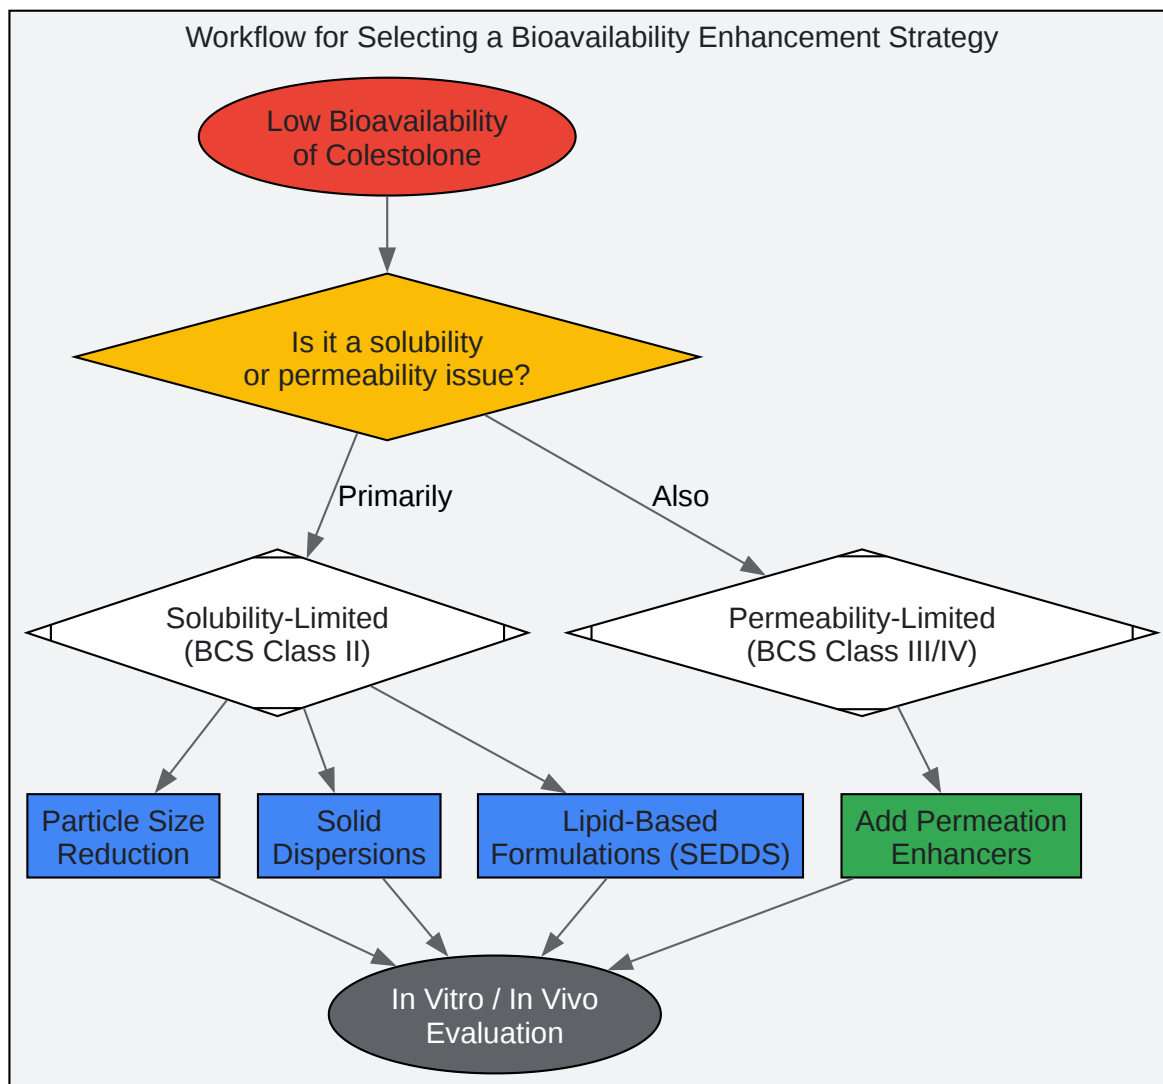 Workflow for Selecting a Bioavailability Enhancement Strategy
Low Bioavailability
of Colestolone
Is it a solubility
or permeability issue?
Primarily
Also
Solubility-Limited
(BCS Class II)
Permeability-Limited
(BCS Class III/IV)
Particle Size
Reduction
Solid
Dispersions
Lipid-Based
Formulations (SEDDS)
Add Permeation
Enhancers
In Vitro / In Vivo
Evaluation